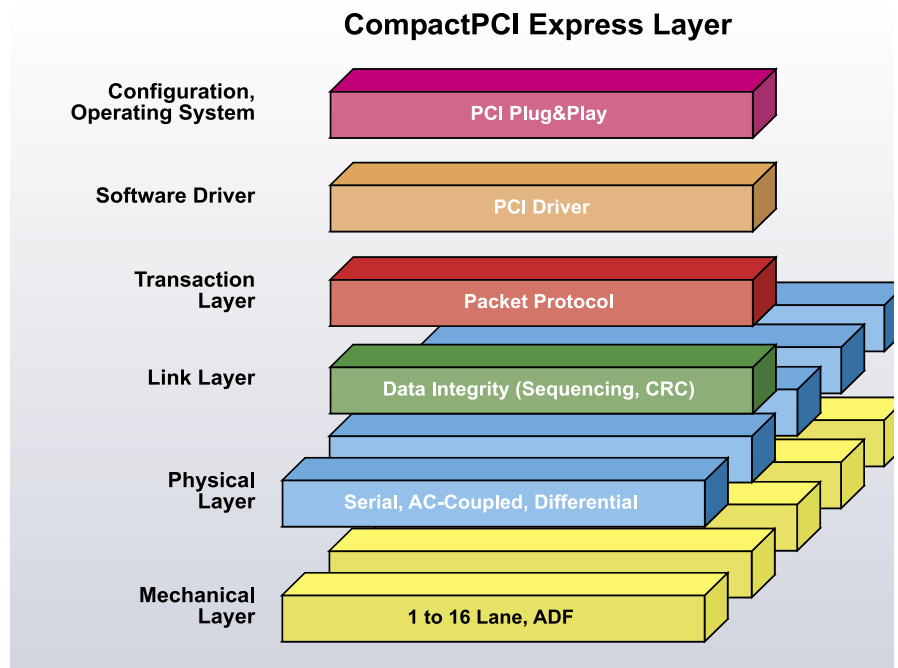 CompactPCI Express Layer
Configuration,
Operating System
PCI Plug&Play
Software Driver
PCI Driver
Transaction
Layer
Packet Protocol
Link Layer
Data Integrity (Sequencing, CRC)
Physical
Layer
Serial, AC-Coupled, Differential
Mechanical
Layer
1 to 16 Lane, ADF